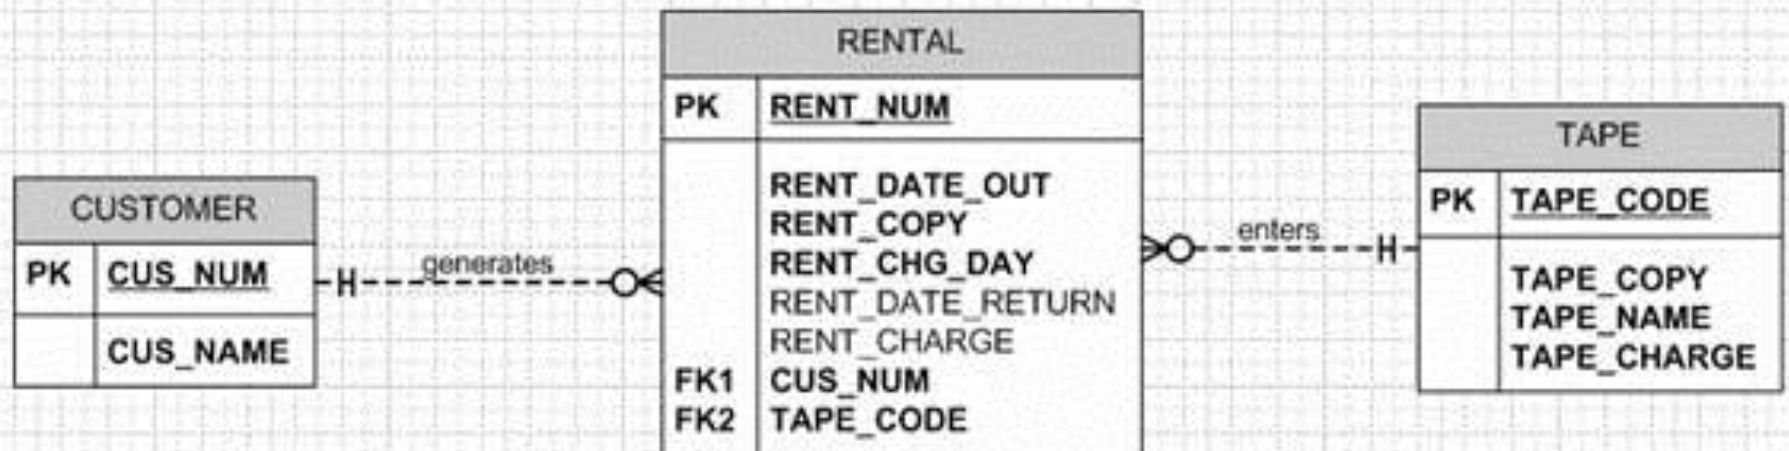 CUSTOMER
PK CUS_NUM
CUS_NAME
generates
RENTAL
PK RENT_NUM
RENT_DATE_OUT
RENT_COPY
RENT_CHG_DAY
RENT_DATE_RETURN
RENT_CHARGE
FK1 CUS_NUM
FK2 TAPE_CODE
enters
TAPE
PK TAPE_CODE
TAPE_COPY
TAPE_NAME
TAPE_CHARGE